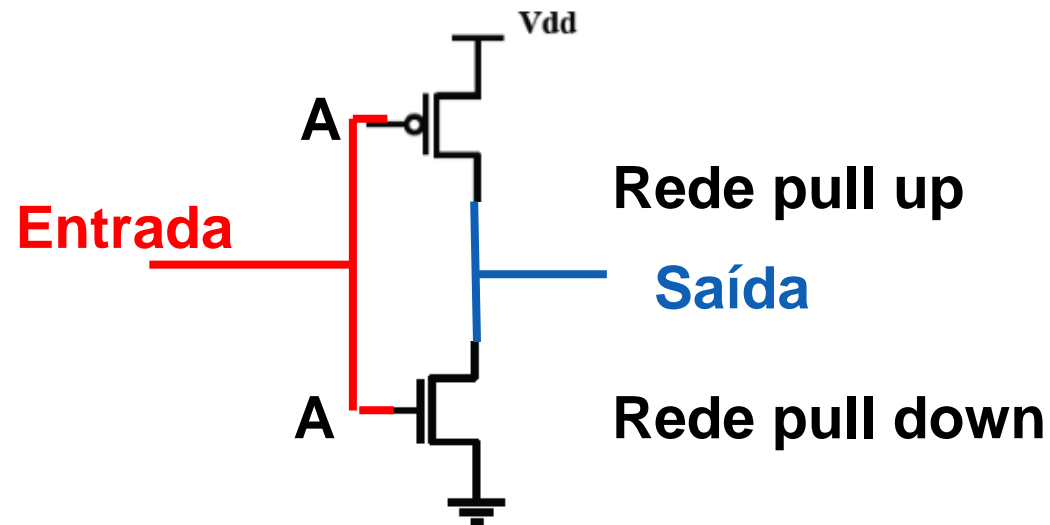 Vdd
A
Rede pull up
Entrada
Saída
A
Rede pull down